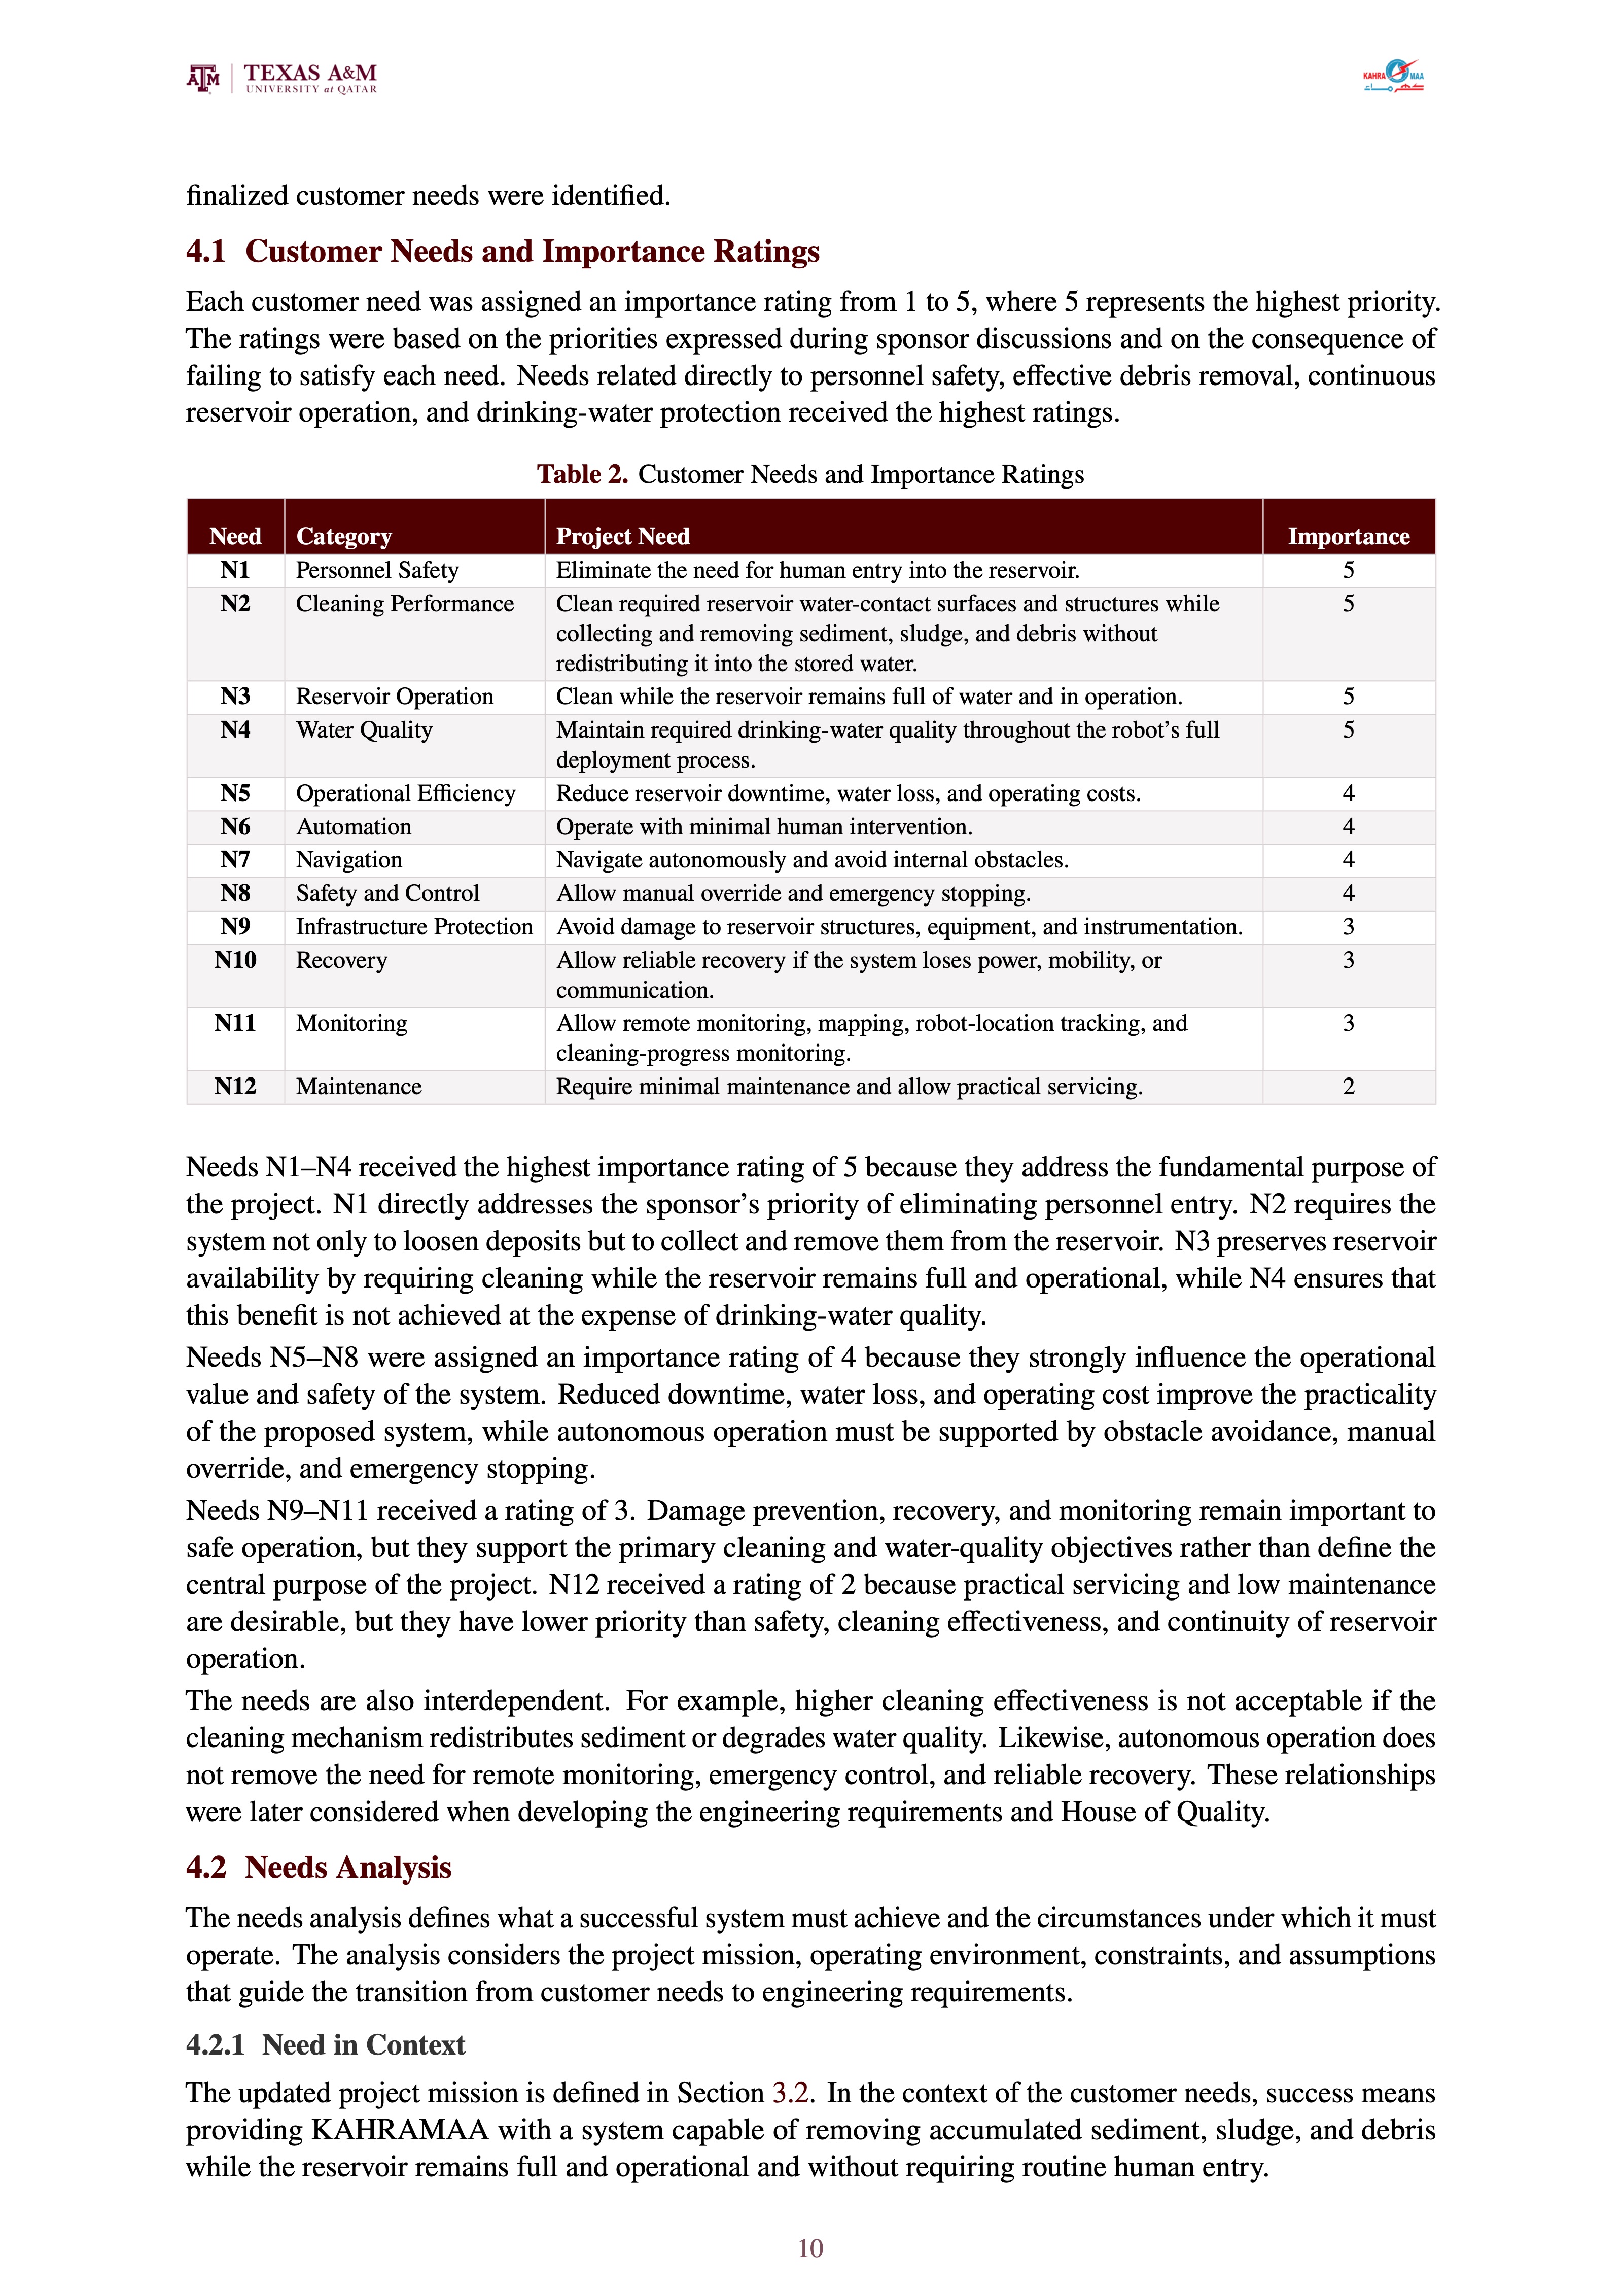 TEXAS A&M
UNIVERSITY at QATAR
KAHRA MAA
كهرماء
finalized customer needs were identified.
4.1 Customer Needs and Importance Ratings
Each customer need was assigned an importance rating from 1 to 5, where 5 represents the highest priority.
The ratings were based on the priorities expressed during sponsor discussions and on the consequence of
failing to satisfy each need. Needs related directly to personnel safety, effective debris removal, continuous
reservoir operation, and drinking-water protection received the highest ratings.
Table 2. Customer Needs and Importance Ratings
Need Category Project Need Importance
N1 Personnel Safety Eliminate the need for human entry into the reservoir. 5
N2 Cleaning Performance Clean required reservoir water-contact surfaces and structures while 5
collecting and removing sediment, sludge, and debris without
redistributing it into the stored water.
N3 Reservoir Operation Clean while the reservoir remains full of water and in operation. 5
N4 Water Quality Maintain required drinking-water quality throughout the robot's full 5
deployment process.
N5 Operational Efficiency Reduce reservoir downtime, water loss, and operating costs. 4
N6 Automation Operate with minimal human intervention. 4
N7 Navigation Navigate autonomously and avoid internal obstacles. 4
N8 Safety and Control Allow manual override and emergency stopping. 4
N9 Infrastructure Protection Avoid damage to reservoir structures, equipment, and instrumentation. 3
N10 Recovery Allow reliable recovery if the system loses power, mobility, or 3
communication.
N11 Monitoring Allow remote monitoring, mapping, robot-location tracking, and 3
cleaning-progress monitoring.
N12 Maintenance Require minimal maintenance and allow practical servicing. 2
Needs N1–N4 received the highest importance rating of 5 because they address the fundamental purpose of
the project. N1 directly addresses the sponsor's priority of eliminating personnel entry. N2 requires the
system not only to loosen deposits but to collect and remove them from the reservoir. N3 preserves reservoir
availability by requiring cleaning while the reservoir remains full and operational, while N4 ensures that
this benefit is not achieved at the expense of drinking-water quality.
Needs N5–N8 were assigned an importance rating of 4 because they strongly influence the operational
value and safety of the system. Reduced downtime, water loss, and operating cost improve the practicality
of the proposed system, while autonomous operation must be supported by obstacle avoidance, manual
override, and emergency stopping.
Needs N9–N11 received a rating of 3. Damage prevention, recovery, and monitoring remain important to
safe operation, but they support the primary cleaning and water-quality objectives rather than define the
central purpose of the project. N12 received a rating of 2 because practical servicing and low maintenance
are desirable, but they have lower priority than safety, cleaning effectiveness, and continuity of reservoir
operation.
The needs are also interdependent. For example, higher cleaning effectiveness is not acceptable if the
cleaning mechanism redistributes sediment or degrades water quality. Likewise, autonomous operation does
not remove the need for remote monitoring, emergency control, and reliable recovery. These relationships
were later considered when developing the engineering requirements and House of Quality.
4.2 Needs Analysis
The needs analysis defines what a successful system must achieve and the circumstances under which it must
operate. The analysis considers the project mission, operating environment, constraints, and assumptions
that guide the transition from customer needs to engineering requirements.
4.2.1 Need in Context
The updated project mission is defined in Section 3.2. In the context of the customer needs, success means
providing KAHRAMAA with a system capable of removing accumulated sediment, sludge, and debris
while the reservoir remains full and operational and without requiring routine human entry.
10